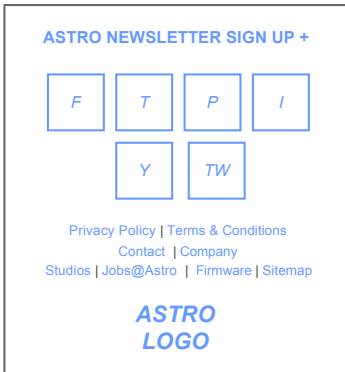 ASTRO NEWSLETTER SIGN UP +
F T P I
Y TW
Privacy Policy | Terms & Conditions
Contact | Company
Studios | Jobs@Astro | Firmware | Sitemap
ASTRO
LOGO